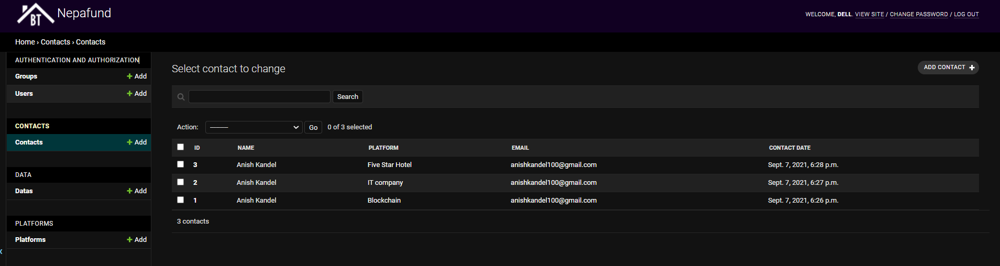 BT Nepafund
WELCOME, DELL. VIEW SITE / CHANGE PASSWORD / LOG OUT
Home › Contacts › Contacts
AUTHENTICATION AND AUTHORIZATION
Groups + Add
Users + Add
CONTACTS
Contacts + Add
DATA
Datas + Add
PLATFORMS
Platforms + Add
Select contact to change
ADD CONTACT +
Search
Action: --------- Go 0 of 3 selected
ID NAME PLATFORM EMAIL CONTACT DATE
3 Anish Kandel Five Star Hotel anishkandel100@gmail.com Sept. 7, 2021, 6:28 p.m.
2 Anish Kandel IT company anishkandel100@gmail.com Sept. 7, 2021, 6:27 p.m.
1 Anish Kandel Blockchain anishkandel100@gmail.com Sept. 7, 2021, 6:26 p.m.
3 contacts